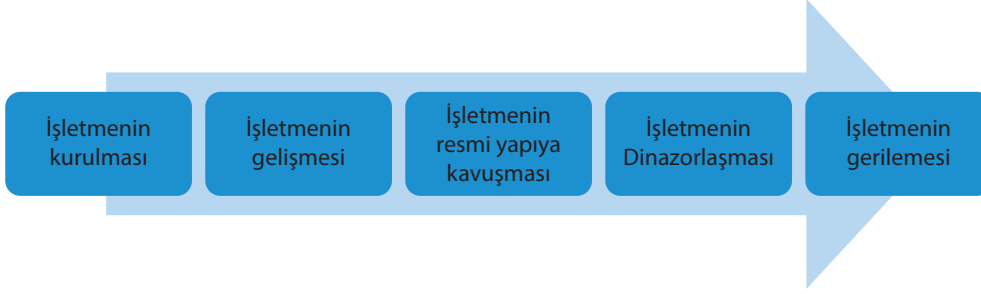 İşletmenin
kurulması
İşletmenin
gelişmesi
İşletmenin
resmi yapıya
kavuşması
İşletmenin
Dinazorlaşması
İşletmenin
gerilemesi